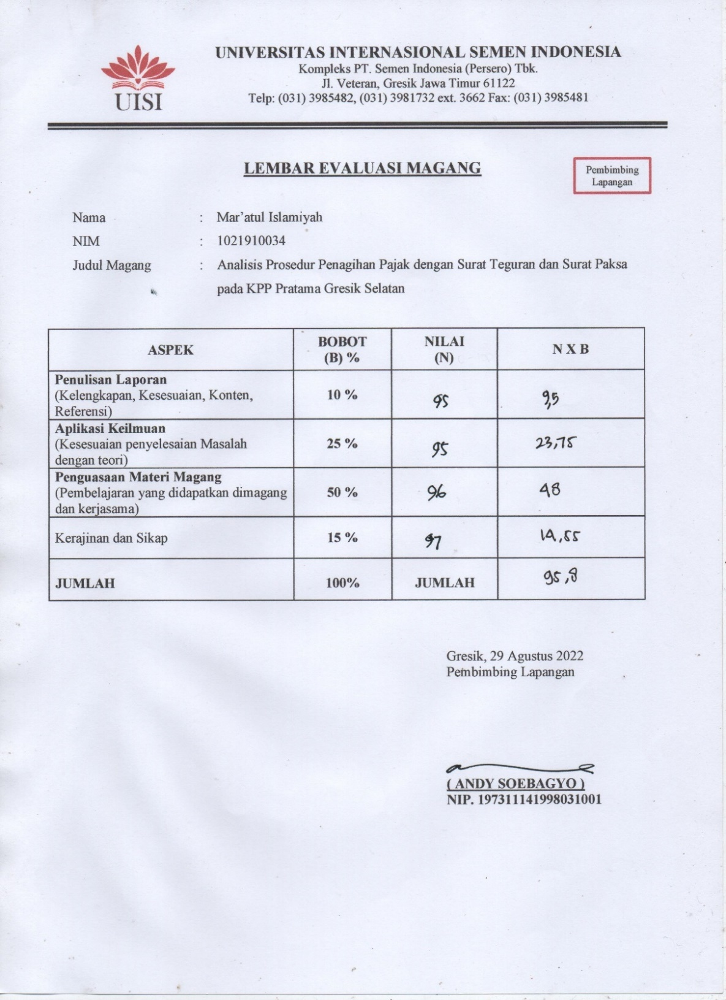 UNIVERSITAS INTERNASIONAL SEMEN INDONESIA
Kompleks PT. Semen Indonesia (Persero) Tbk.
Jl. Veteran, Gresik Jawa Timur 61122
Telp: (031) 3985482, (031) 3981732 ext. 3662 Fax: (031) 3985481
UISI
LEMBAR EVALUASI MAGANG
Pembimbing
Lapangan
Nama : Mar'atul Islamiyah
NIM : 1021910034
Judul Magang : Analisis Prosedur Penagihan Pajak dengan Surat Teguran dan Surat Paksa
pada KPP Pratama Gresik Selatan
ASPEK BOBOT (B) % NILAI (N) N X B
Penulisan Laporan
(Kelengkapan, Kesesuaian, Konten,
Referensi)
10 % 95 9,5
Aplikasi Keilmuan
(Kesesuaian penyelesaian Masalah
dengan teori)
25 % 95 23,75
Penguasaan Materi Magang
(Pembelajaran yang didapatkan dimagang
dan kerjasama)
50 % 96 48
Kerajinan dan Sikap 15 % 97 14,55
JUMLAH 100% JUMLAH 95,8
Gresik, 29 Agustus 2022
Pembimbing Lapangan
( ANDY SOEBAGYO )
NIP. 197311141998031001